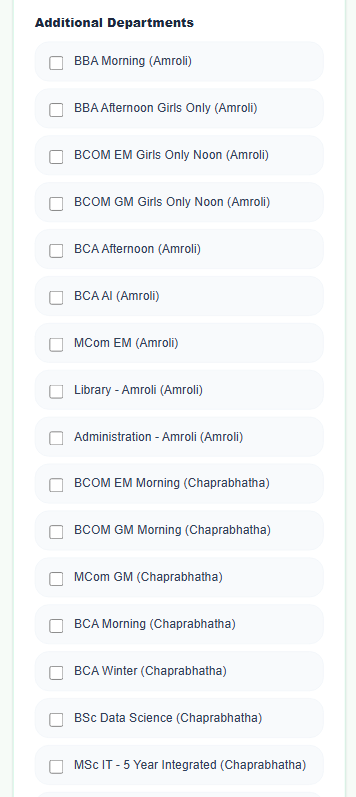 Additional Departments
BBA Morning (Amroli)
BBA Afternoon Girls Only (Amroli)
BCOM EM Girls Only Noon (Amroli)
BCOM GM Girls Only Noon (Amroli)
BCA Afternoon (Amroli)
BCA AI (Amroli)
MCom EM (Amroli)
Library - Amroli (Amroli)
Administration - Amroli (Amroli)
BCOM EM Morning (Chaprabhatha)
BCOM GM Morning (Chaprabhatha)
MCom GM (Chaprabhatha)
BCA Morning (Chaprabhatha)
BCA Winter (Chaprabhatha)
BSc Data Science (Chaprabhatha)
MSc IT - 5 Year Integrated (Chaprabhatha)